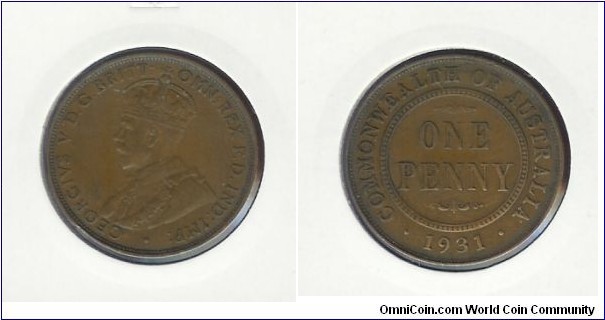 GEORGIVS V D.G.BRITT: OMN:REX F.D.IND:IMP:
COMMONWEALTH OF AUSTRALIA
ONE
PENNY
· 1931 ·
OmniCoin.com World Coin Community